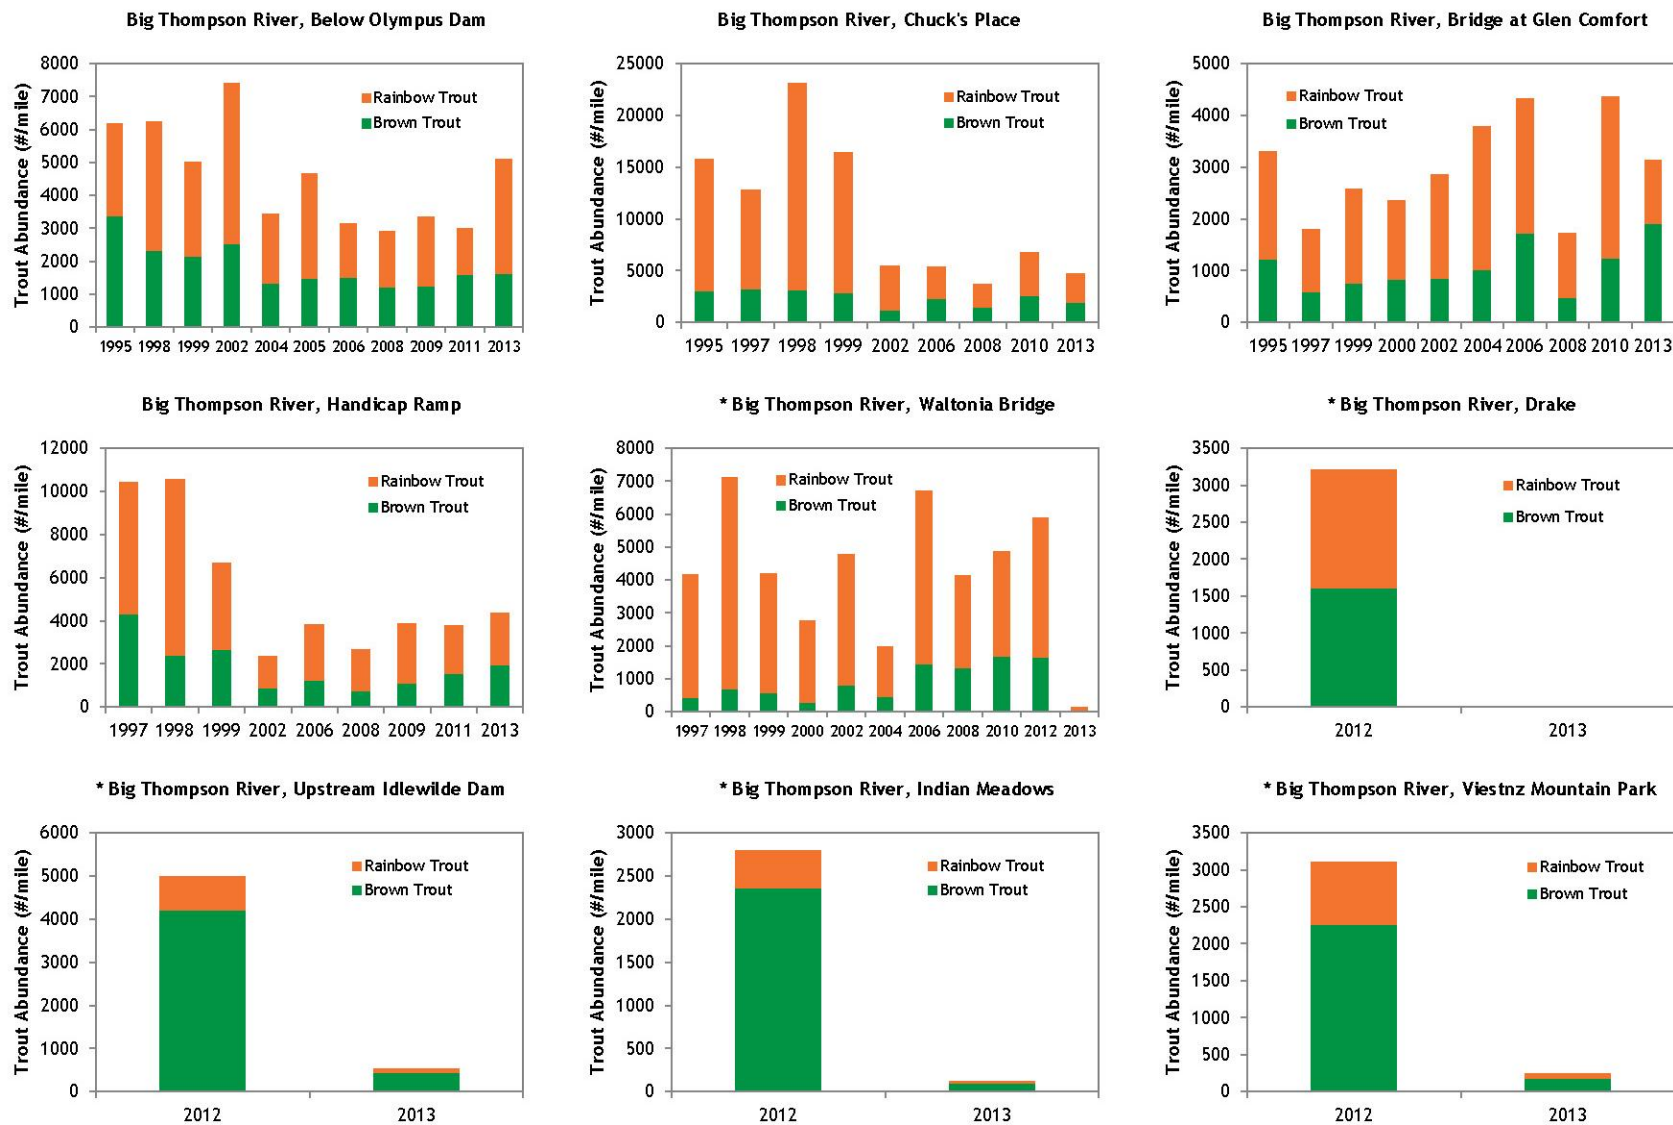 Big Thompson River, Below Olympus Dam
Trout Abundance (#/mile)
8000
7000
6000
5000
4000
3000
2000
1000
0
Rainbow Trout
Brown Trout
1995 1998 1999 2002 2004 2005 2006 2008 2009 2011 2013
Big Thompson River, Chuck's Place
Trout Abundance (#/mile)
25000
20000
15000
10000
5000
0
Rainbow Trout
Brown Trout
1995 1997 1998 1999 2002 2006 2008 2010 2013
Big Thompson River, Bridge at Glen Comfort
Trout Abundance (#/mile)
5000
4000
3000
2000
1000
0
Rainbow Trout
Brown Trout
1995 1997 1999 2000 2002 2004 2006 2008 2010 2013
Big Thompson River, Handicap Ramp
Trout Abundance (#/mile)
12000
10000
8000
6000
4000
2000
0
Rainbow Trout
Brown Trout
1997 1998 1999 2002 2006 2008 2009 2011 2013
* Big Thompson River, Waltonia Bridge
Trout Abundance (#/mile)
8000
7000
6000
5000
4000
3000
2000
1000
0
Rainbow Trout
Brown Trout
1997 1998 1999 2000 2002 2004 2006 2008 2010 2012 2013
* Big Thompson River, Drake
Trout Abundance (#/mile)
3500
3000
2500
2000
1500
1000
500
0
Rainbow Trout
Brown Trout
2012 2013
* Big Thompson River, Upstream Idlewilde Dam
Trout Abundance (#/mile)
6000
5000
4000
3000
2000
1000
0
Rainbow Trout
Brown Trout
2012 2013
* Big Thompson River, Indian Meadows
Trout Abundance (#/mile)
3000
2500
2000
1500
1000
500
0
Rainbow Trout
Brown Trout
2012 2013
* Big Thompson River, Viestnz Mountain Park
Trout Abundance (#/mile)
3500
3000
2500
2000
1500
1000
500
0
Rainbow Trout
Brown Trout
2012 2013